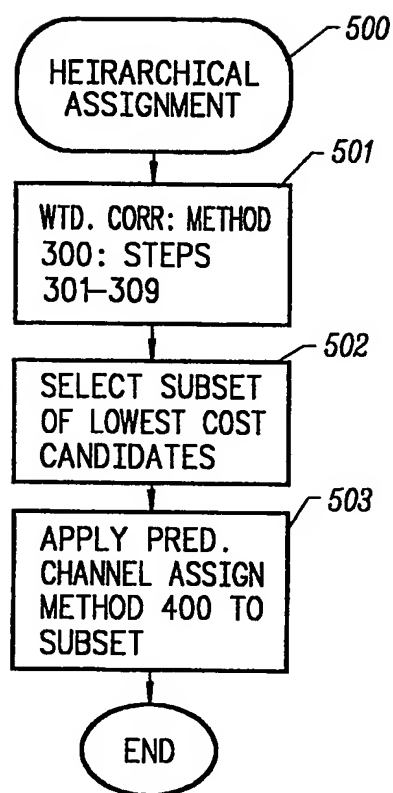 500
HEIRARCHICAL
ASSIGNMENT
501
WTD. CORR: METHOD
300: STEPS
301–309
502
SELECT SUBSET
OF LOWEST COST
CANDIDATES
503
APPLY PRED.
CHANNEL ASSIGN
METHOD 400 TO
SUBSET
END